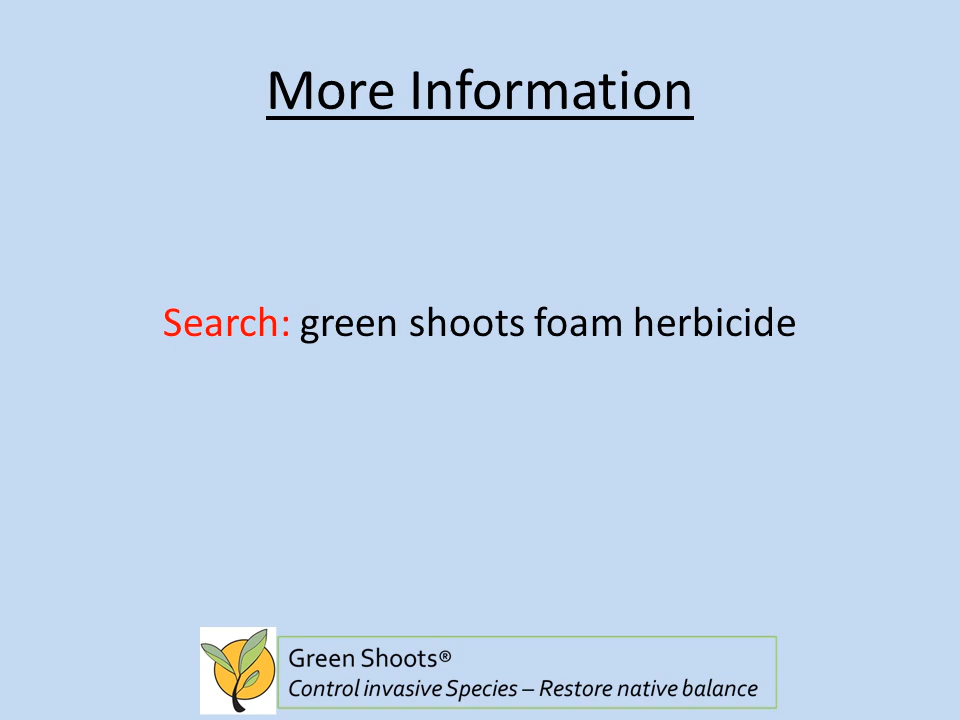 More Information
Search: green shoots foam herbicide
Green Shoots®
Control invasive Species – Restore native balance